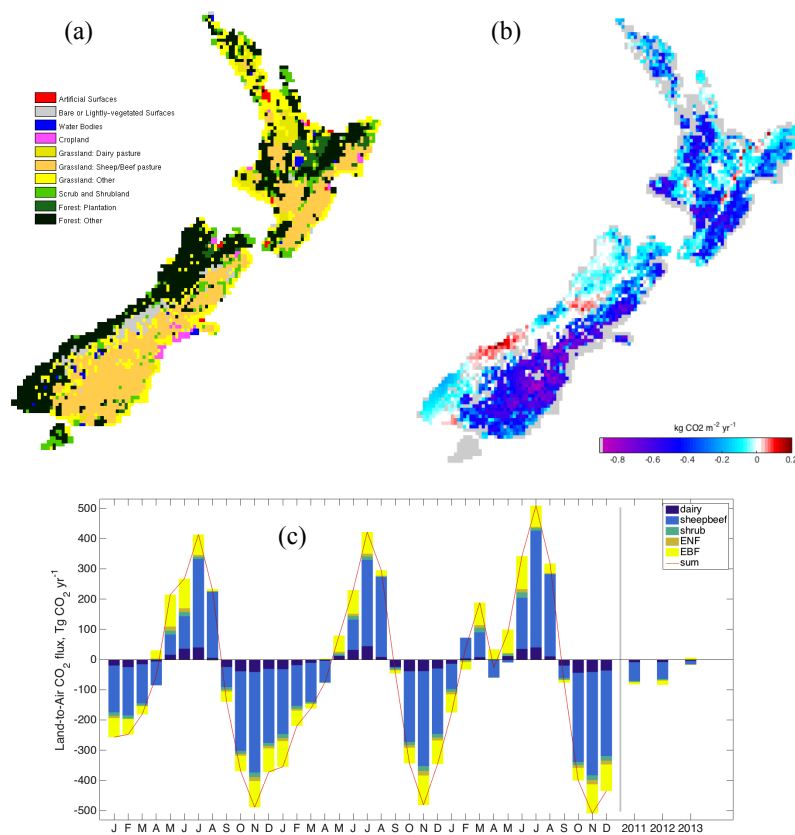 (a)
(b)
Artificial Surfaces
Bare or Lightly-vegetated Surfaces
Water Bodies
Cropland
Grassland: Dairy pasture
Grassland: Sheep/Beef pasture
Grassland: Other
Scrub and Shrubland
Forest: Plantation
Forest: Other
kg CO2 m⁻² yr⁻¹
-0.8 -0.6 -0.4 -0.2 0 0.2
(c)
dairy
sheepbeef
shrub
ENF
EBF
sum
Land-to-Air CO₂ flux, Tg CO₂ yr⁻¹
500
400
300
200
100
0
-100
-200
-300
-400
-500
J F M A M J J A S O N D J F M A M J J A S O N D J F M A M J J A S O N D 2011 2012 2013